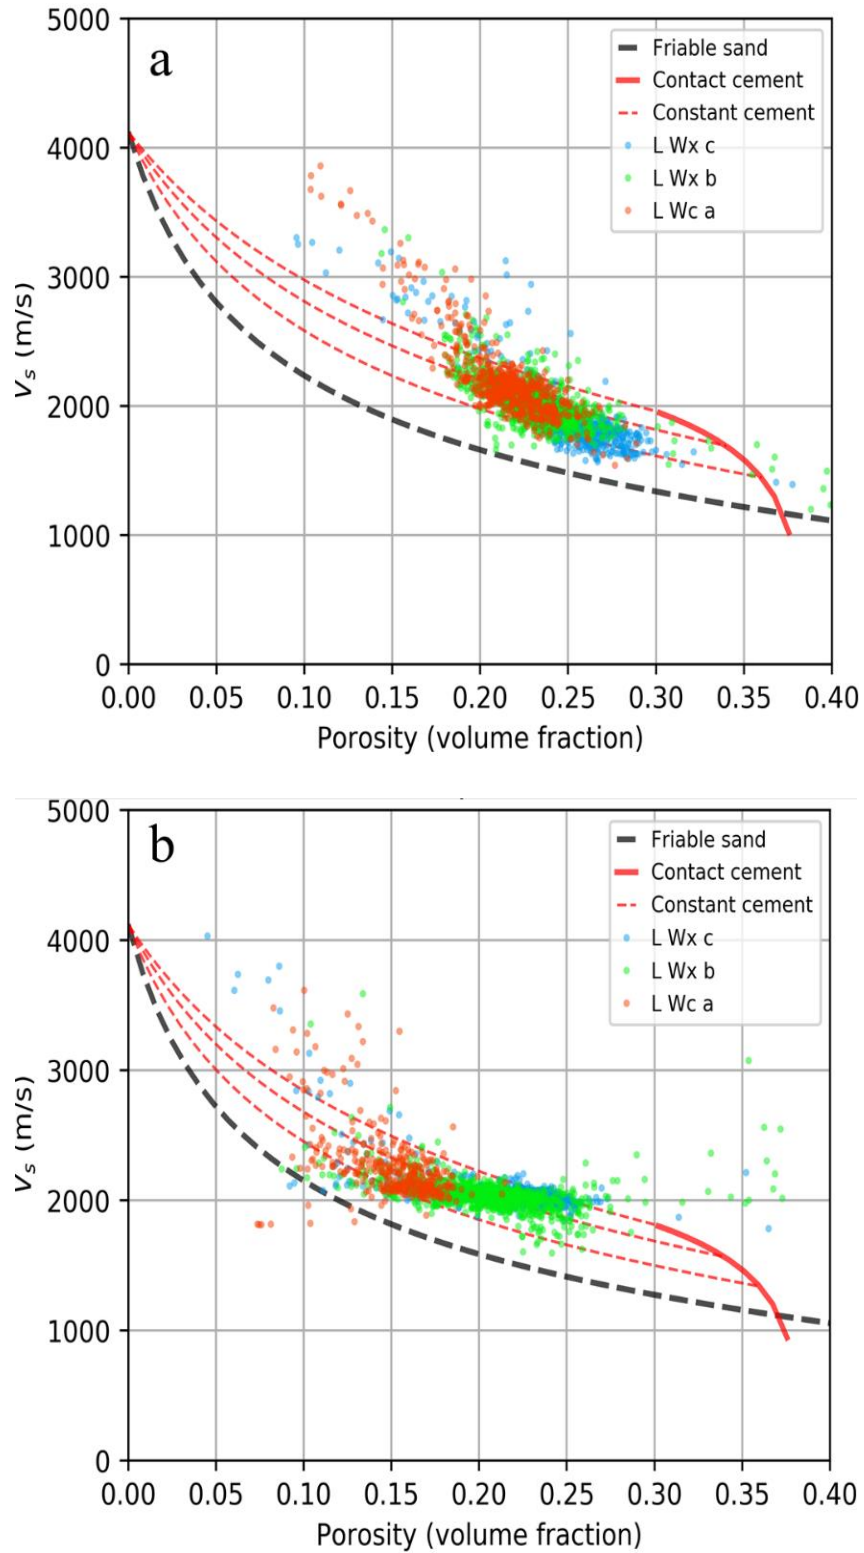 5000
a
Friable sand
Contact cement
Constant cement
L Wx c
L Wx b
L Wc a
4000
3000
Vs (m/s)
2000
1000
0
0.00 0.05 0.10 0.15 0.20 0.25 0.30 0.35 0.40
Porosity (volume fraction)
5000
b
Friable sand
Contact cement
Constant cement
L Wx c
L Wx b
L Wc a
4000
3000
Vs (m/s)
2000
1000
0
0.00 0.05 0.10 0.15 0.20 0.25 0.30 0.35 0.40
Porosity (volume fraction)